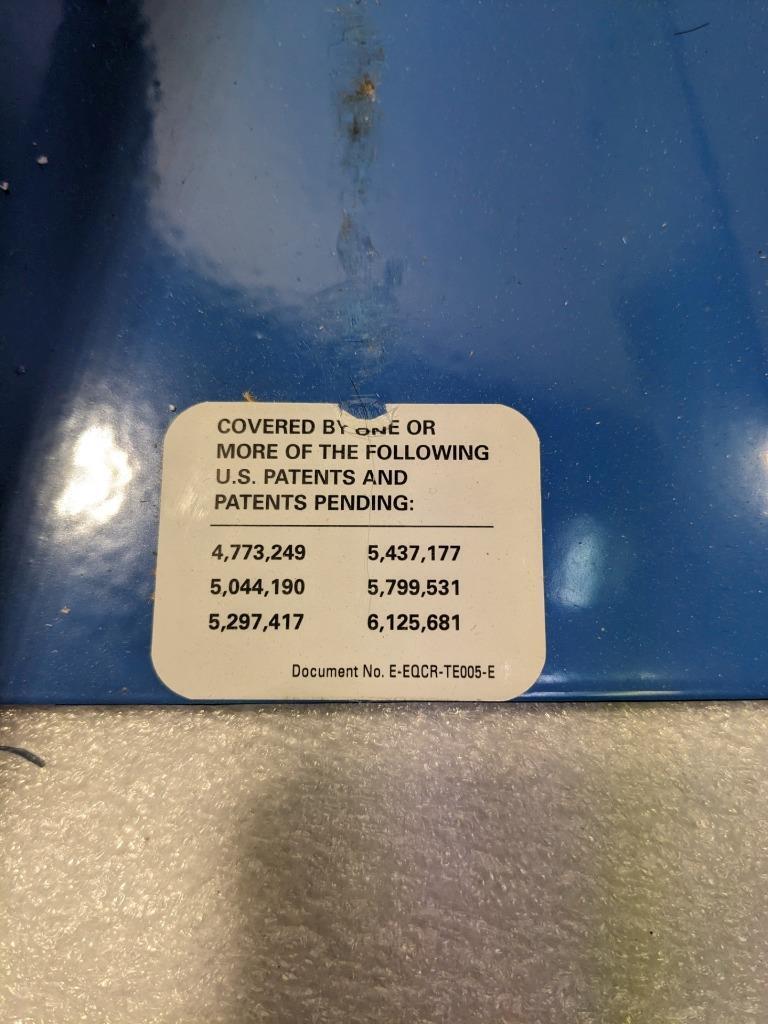 COVERED BY ONE OR
MORE OF THE FOLLOWING
U.S. PATENTS AND
PATENTS PENDING:
4,773,249 5,437,177
5,044,190 5,799,531
5,297,417 6,125,681
Document No. E-EQCR-TE005-E